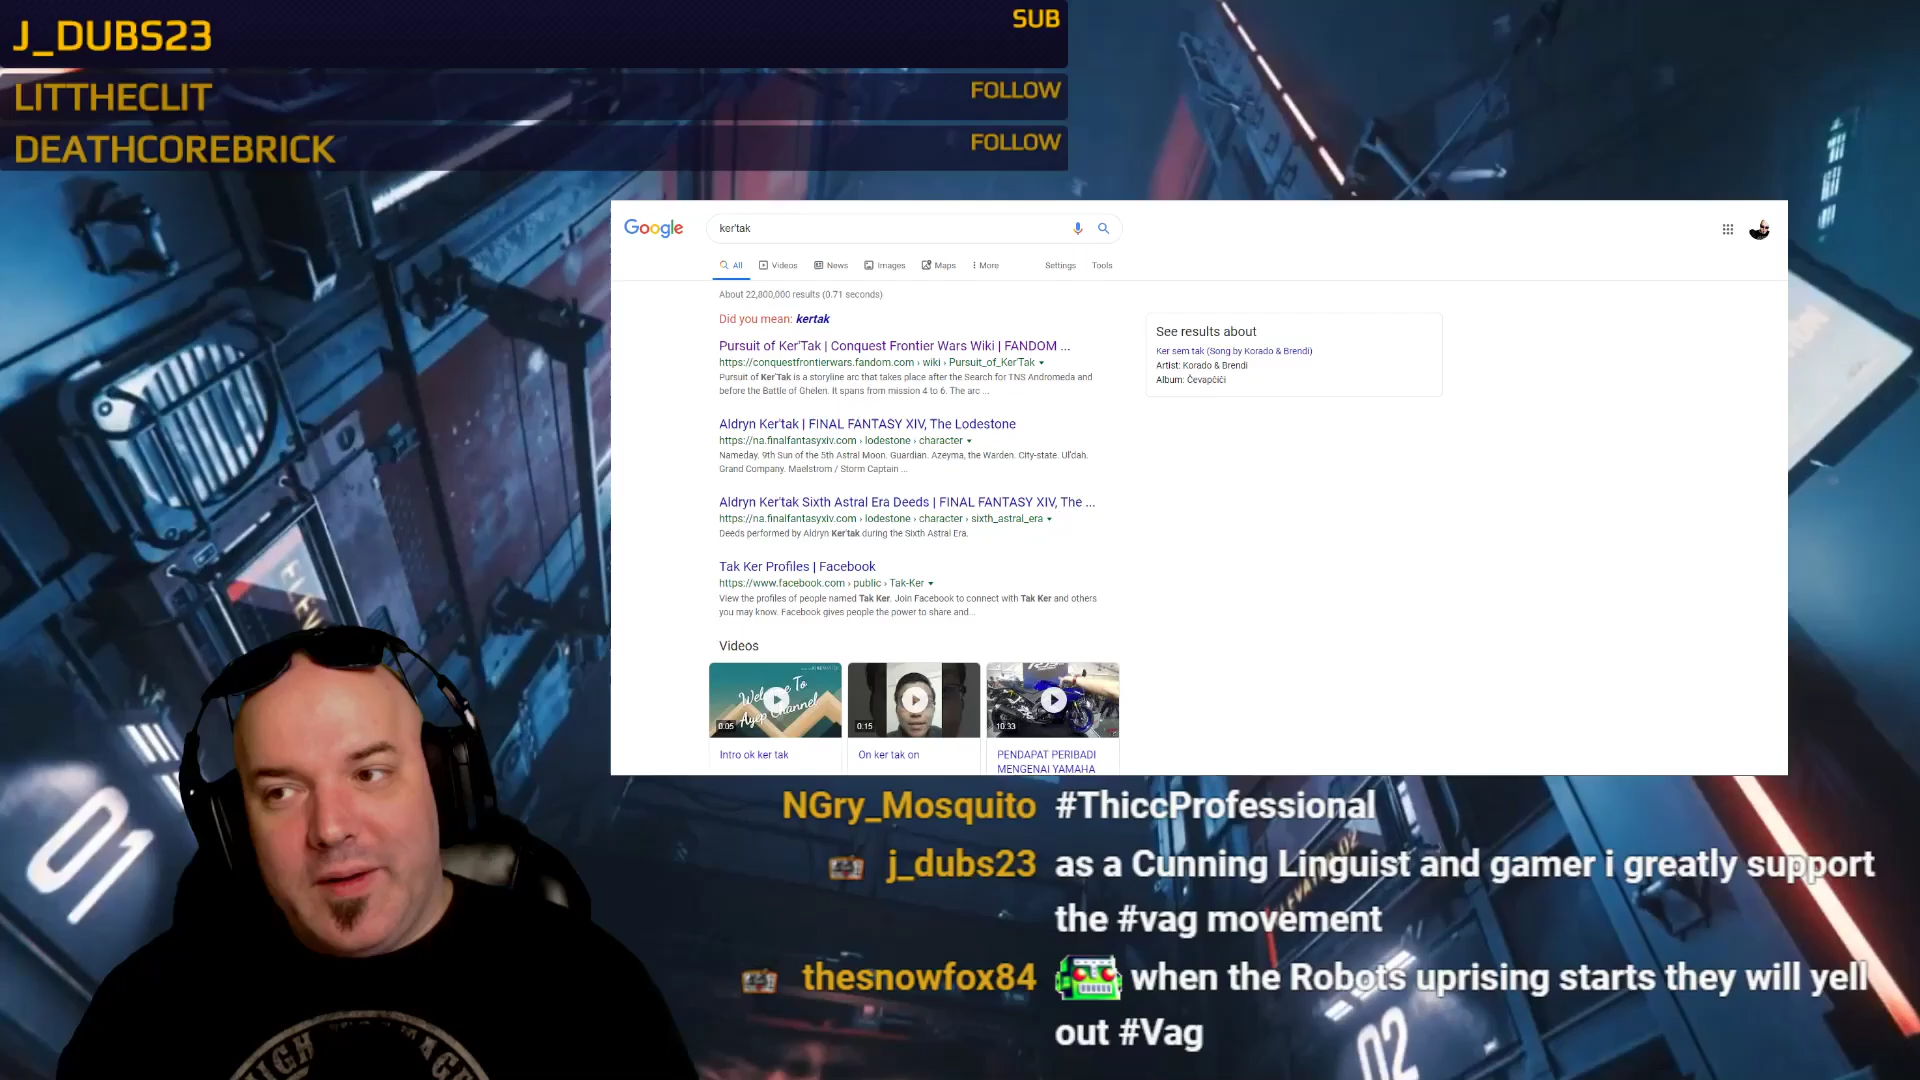 J_DUBS23
SUB
LITTHECLIT
FOLLOW
DEATHCOREBRICK
FOLLOW
Google
ker'tak
All
Videos
News
Images
Maps
More
Settings
Tools
About 22,800,000 results (0.71 seconds)
Did you mean: kertak
Pursuit of Ker'Tak | Conquest Frontier Wars Wiki | FANDOM ...
https://conquestfrontierwars.fandom.com › wiki › Pursuit_of_Ker'Tak
Pursuit of Ker'Tak is a storyline arc that takes place after the Search for TNS Andromeda and
before the Battle of Ghelen. It spans from mission 4 to 6. The arc ...
Aldryn Ker'tak | FINAL FANTASY XIV, The Lodestone
https://na.finalfantasyxiv.com › lodestone › character
Nameday. 9th Sun of the 5th Astral Moon. Guardian. Azeyma, the Warden. City-state. Ul'dah.
Grand Company. Maelstrom / Storm Captain ...
Aldryn Ker'tak Sixth Astral Era Deeds | FINAL FANTASY XIV, The ...
https://na.finalfantasyxiv.com › lodestone › character › sixth_astral_era
Deeds performed by Aldryn Ker'tak during the Sixth Astral Era.
Tak Ker Profiles | Facebook
https://www.facebook.com › public › Tak-Ker
View the profiles of people named Tak Ker. Join Facebook to connect with Tak Ker and others
you may know. Facebook gives people the power to share and...
See results about
Ker sem tak (Song by Korado & Brendi)
Artist: Korado & Brendi
Album: Čevapčiči
Videos
Welcome To
Ayep Channel
0:05
0:15
10:33
Intro ok ker tak
On ker tak on
PENDAPAT PERIBADI
MENGENAI YAMAHA
NGry_Mosquito #ThiccProfessional
j_dubs23 as a Cunning Linguist and gamer i greatly support
the #vag movement
thesnowfox84 when the Robots uprising starts they will yell
out #Vag
01
02